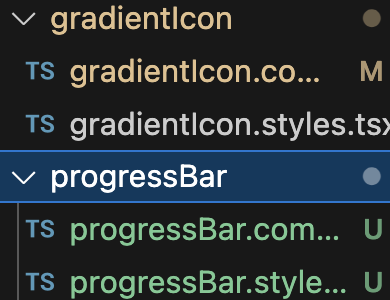 gradientIcon
TS gradientIcon.co... M
TS gradientIcon.styles.tsx
progressBar
TS progressBar.com... U
TS progressBar.style... U